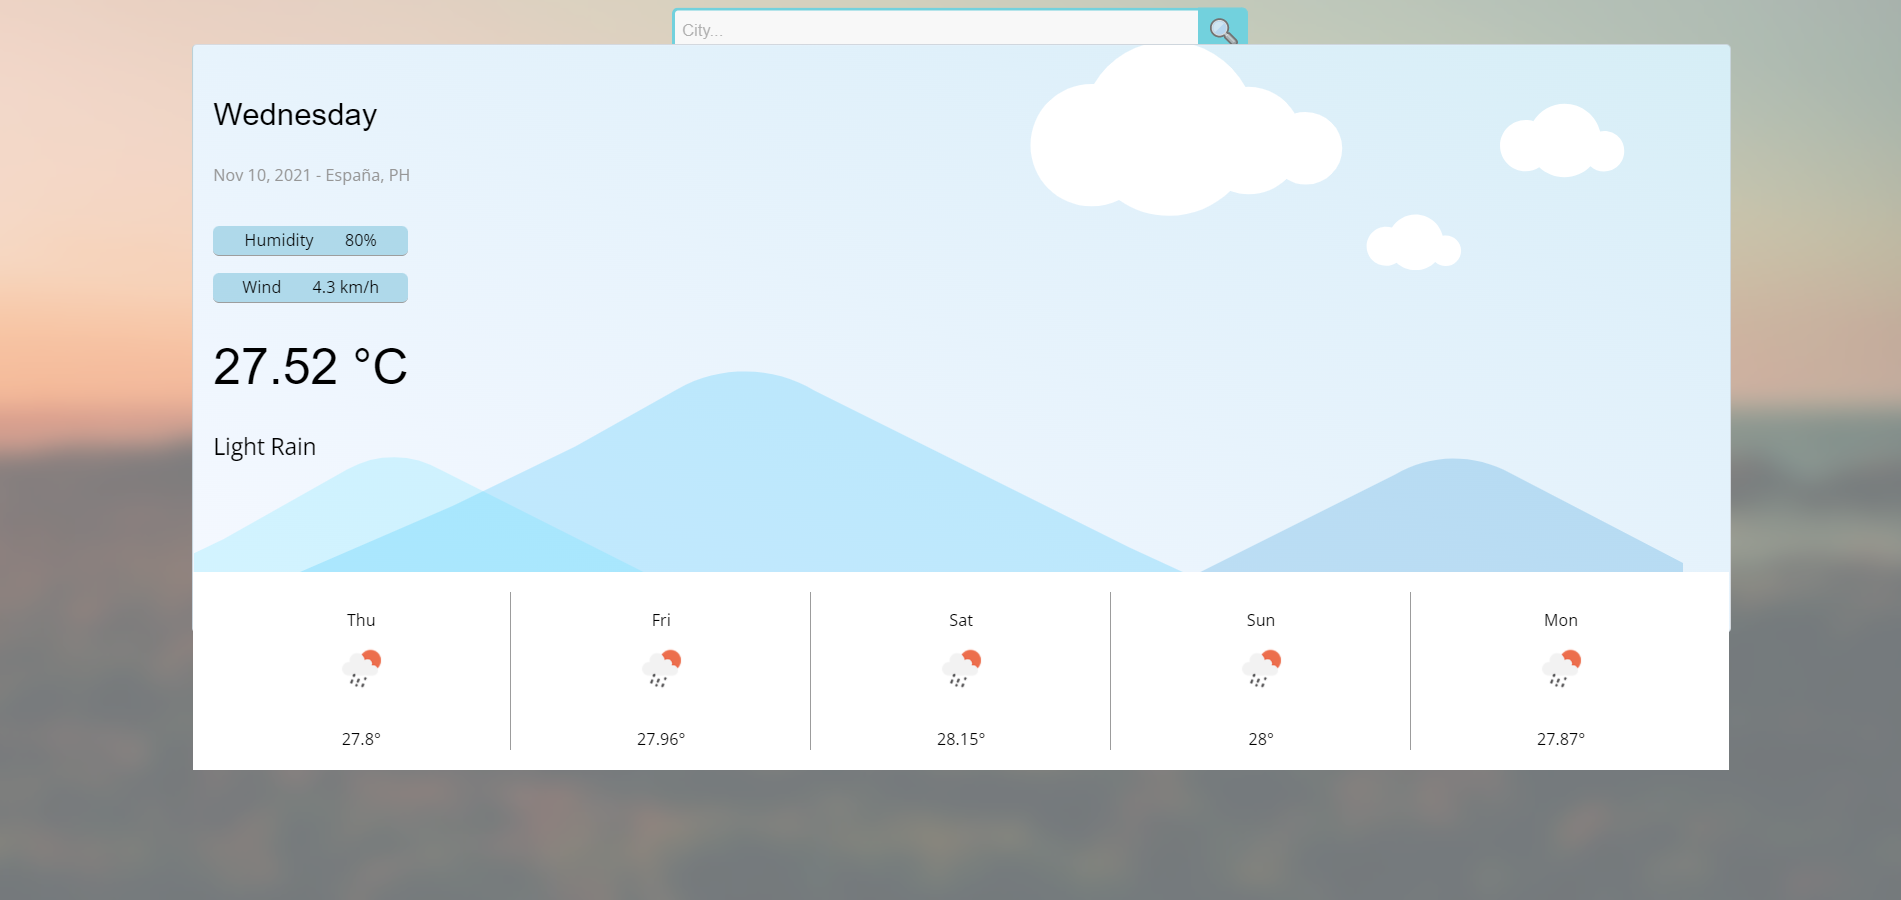 City...
Wednesday
Nov 10, 2021 - España, PH
Humidity 80%
Wind 4.3 km/h
27.52 °C
Light Rain
Thu Fri Sat Sun Mon
27.8° 27.96° 28.15° 28° 27.87°